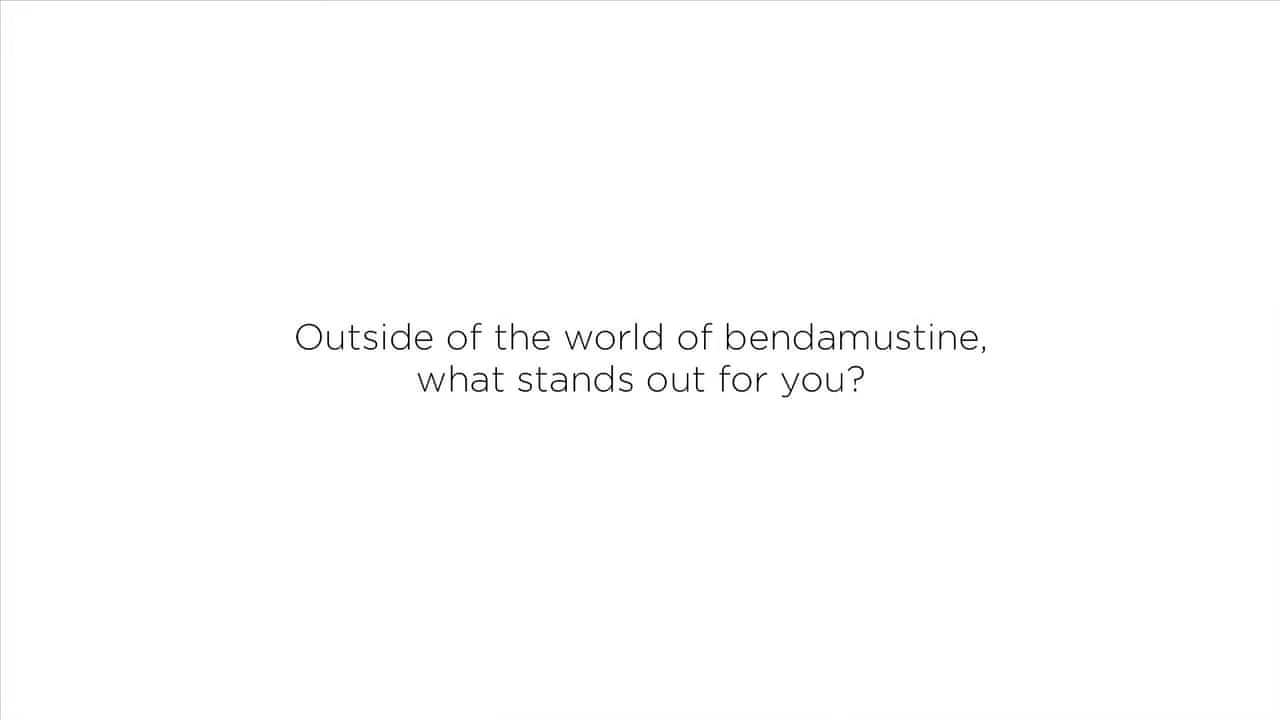 Outside of the world of bendamustine,
what stands out for you?